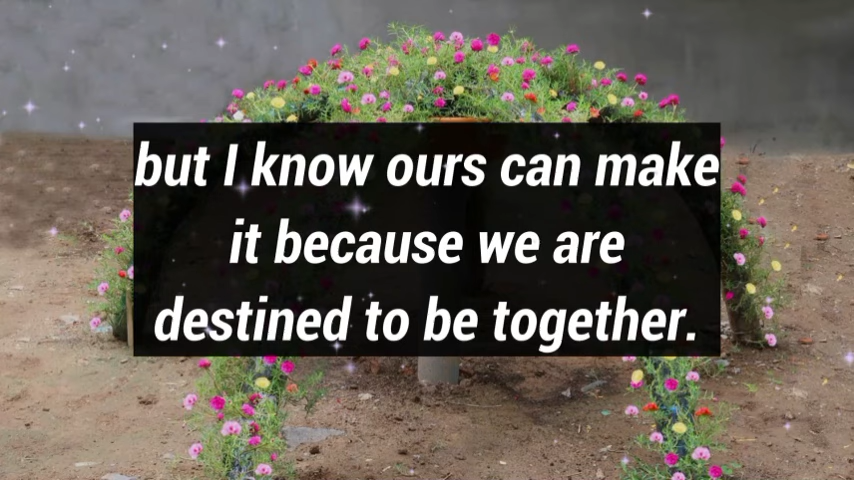 but I know ours can make
it because we are
destined to be together.